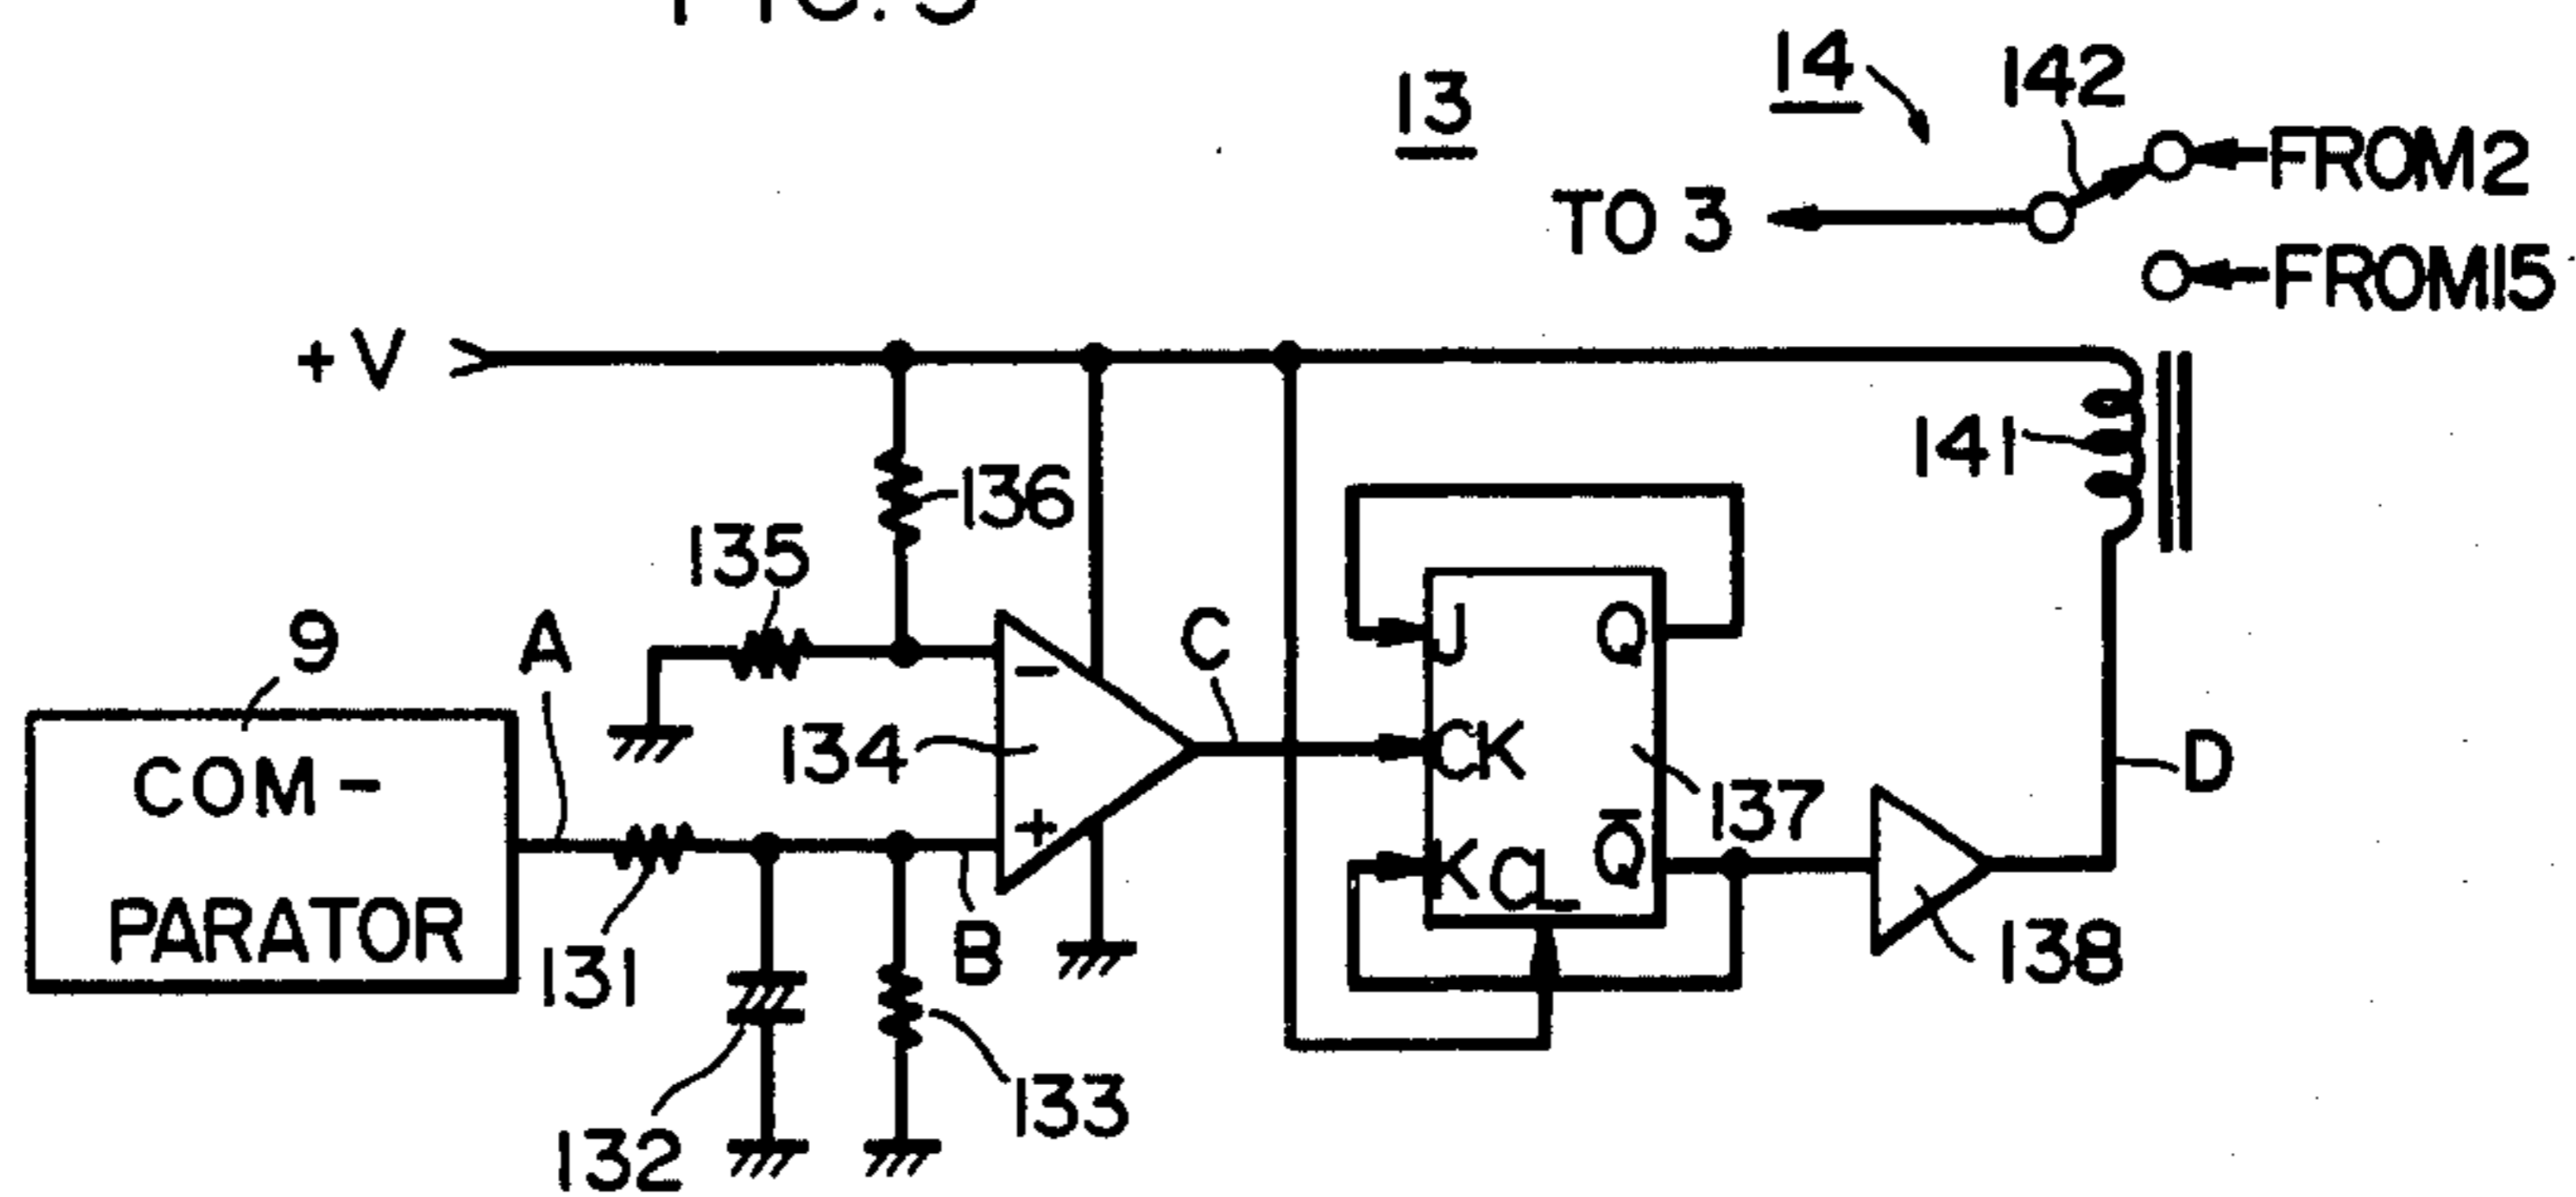 13
14
142
FROM2
TO 3
FROM15
+V
141
136
135
9
A
C
J
Q
134
−
CK
D
COM-
PARATOR
+
137
K
CL
Q̅
131
B
138
133
132